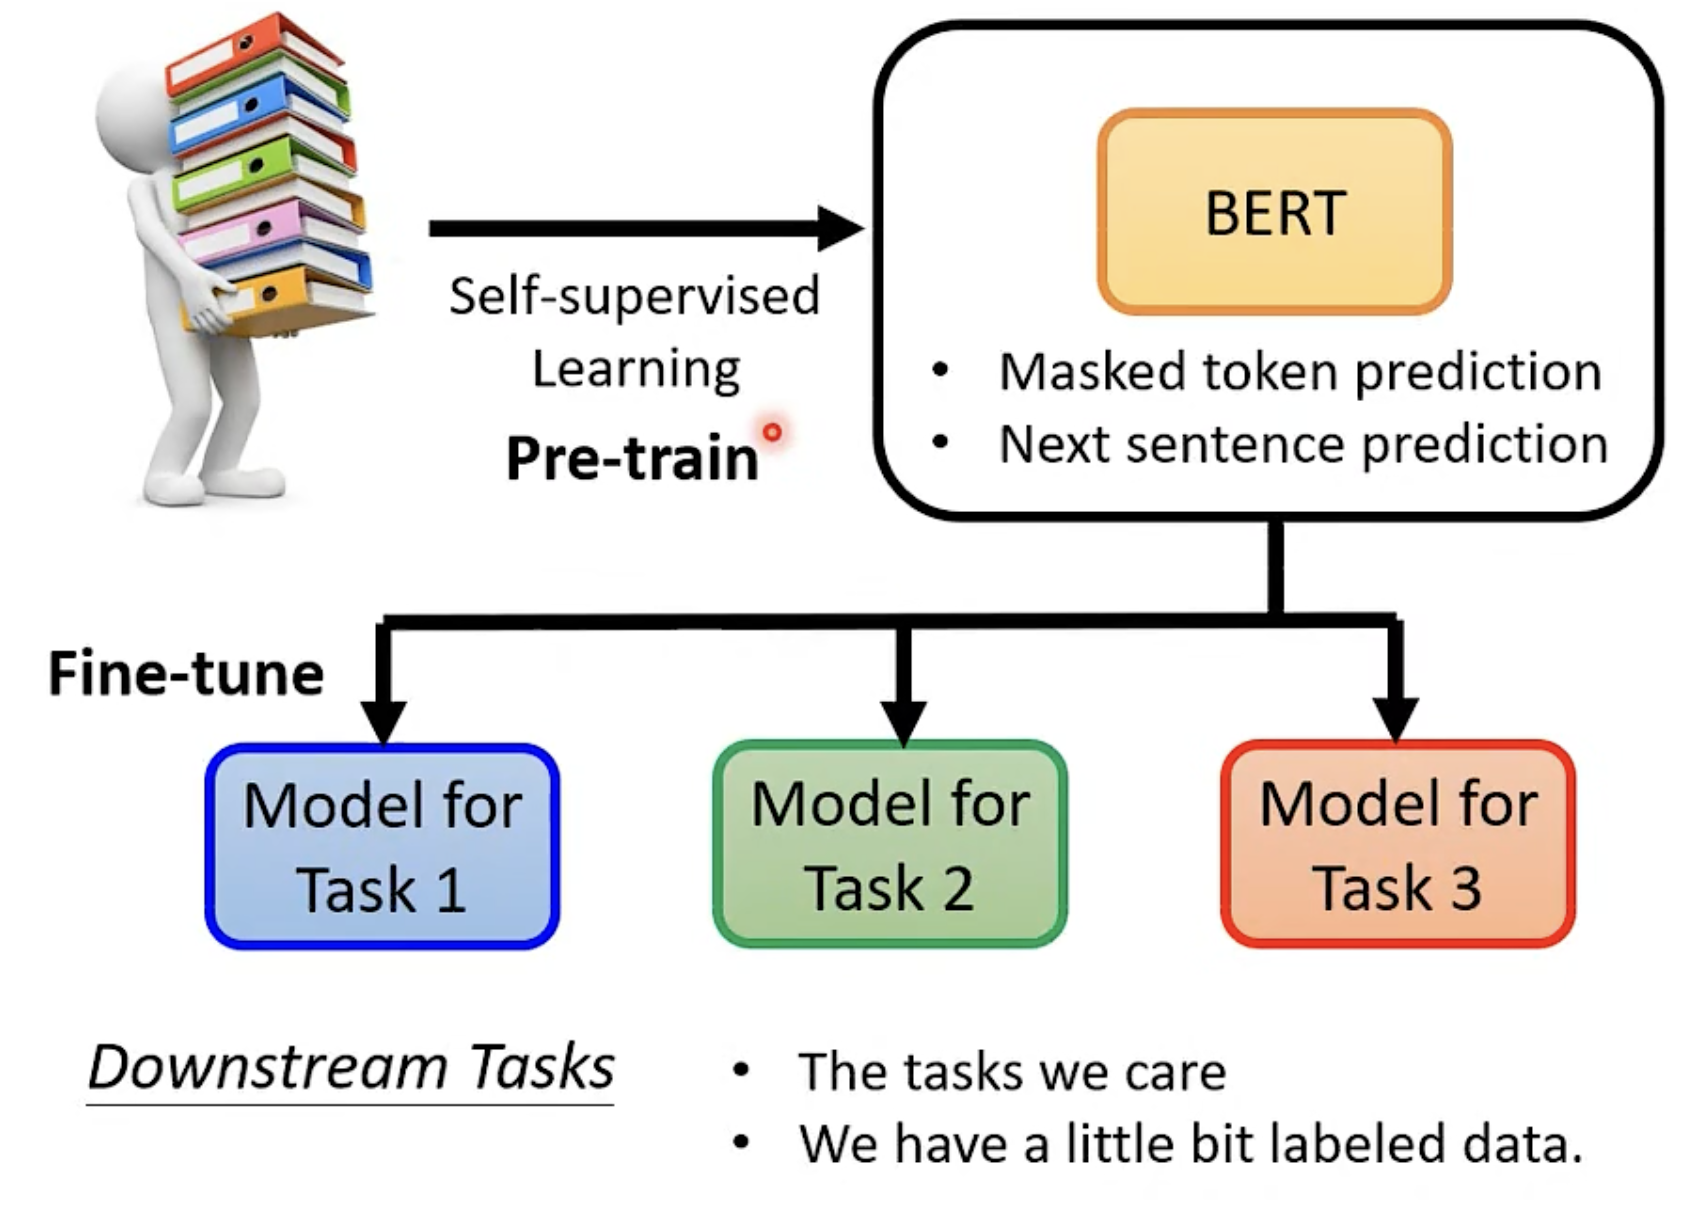 BERT
Self-supervised
Learning
Pre-train
• Masked token prediction
• Next sentence prediction
Fine-tune
Model for
Task 1
Model for
Task 2
Model for
Task 3
Downstream Tasks
• The tasks we care
• We have a little bit labeled data.